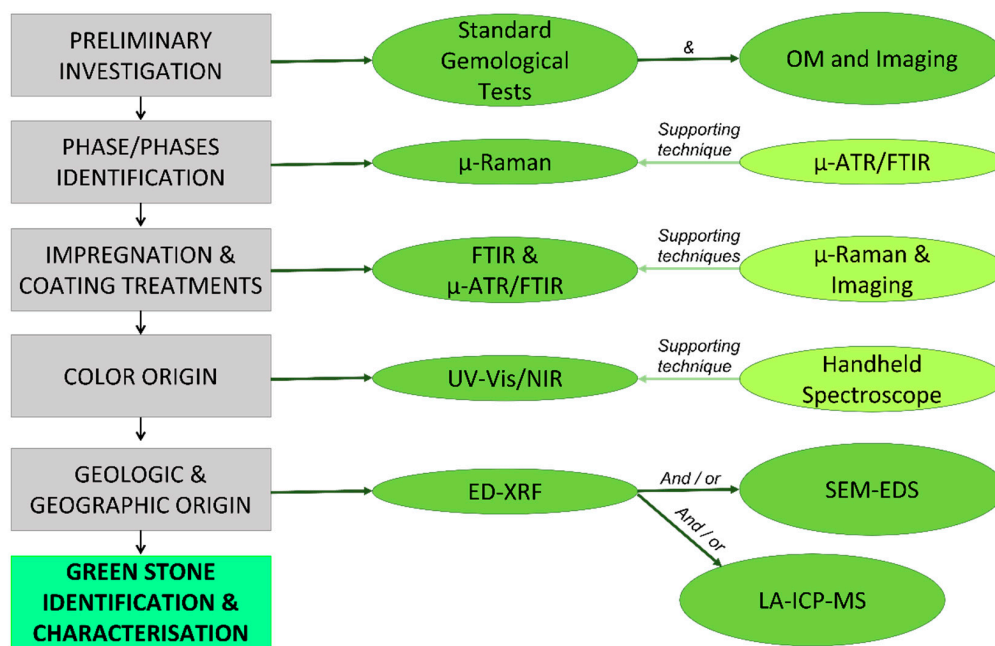 PRELIMINARY
INVESTIGATION
Standard
Gemological
Tests
&
OM and Imaging
PHASE/PHASES
IDENTIFICATION
µ-Raman
Supporting
technique
µ-ATR/FTIR
IMPREGNATION &
COATING TREATMENTS
FTIR &
µ-ATR/FTIR
Supporting
techniques
µ-Raman &
Imaging
COLOR ORIGIN
UV-Vis/NIR
Supporting
technique
Handheld
Spectroscope
GEOLOGIC &
GEOGRAPHIC ORIGIN
ED-XRF
And / or
SEM-EDS
And / or
LA-ICP-MS
GREEN STONE
IDENTIFICATION &
CHARACTERISATION